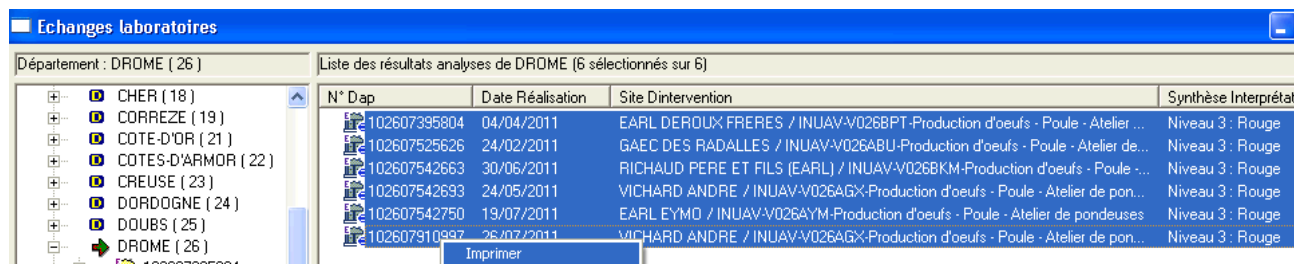 Echanges laboratoires
Département : DROME ( 26 )
Liste des résultats analyses de DROME (6 sélectionnés sur 6)
CHER ( 18 )
CORREZE ( 19 )
COTE-D'OR ( 21 )
COTES-D'ARMOR ( 22 )
CREUSE ( 23 )
DORDOGNE ( 24 )
DOUBS ( 25 )
DROME ( 26 )
N° Dap Date Réalisation Site Dintervention Synthèse Interprétat
102607395804 04/04/2011 EARL DEROUX FRERES / INUAV-V026BPT-Production d'oeufs - Poule - Atelier ... Niveau 3 : Rouge
102607525626 24/02/2011 GAEC DES RADALLES / INUAV-V026ABU-Production d'oeufs - Poule - Atelier de... Niveau 3 : Rouge
102607542663 30/06/2011 RICHAUD PERE ET FILS (EARL) / INUAV-V026BKM-Production d'oeufs - Poule -... Niveau 3 : Rouge
102607542693 24/05/2011 VICHARD ANDRE / INUAV-V026AGX-Production d'oeufs - Poule - Atelier de pon... Niveau 3 : Rouge
102607542750 19/07/2011 EARL EYMO / INUAV-V026AYM-Production d'oeufs - Poule - Atelier de pondeuses Niveau 3 : Rouge
102607910997 26/07/2011 VICHARD ANDRE / INUAV-V026AGX-Production d'oeufs - Poule - Atelier de pon... Niveau 3 : Rouge
Imprimer